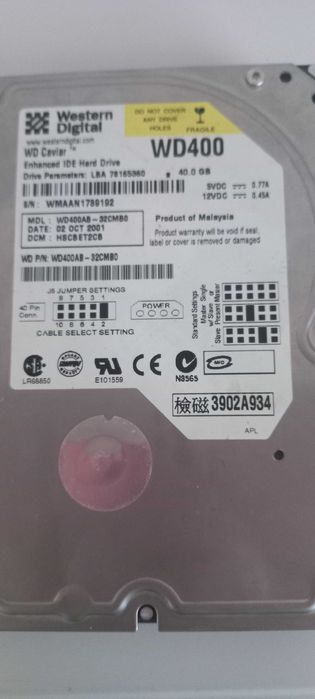 Western
Digital
westerndigital.com
WD Caviar™
Enhanced IDE Hard Drive
DO NOT COVER
ANY DRIVE
HOLES
FRAGILE
WD400
Drive Parameters: LBA 78165360 • 40.0 GB
S/N: WMAAN1789192
5VDC 0.77A
12VDC 0.45A
MDL: WD400AB-32CMB0
DATE: 02 OCT 2001
DCM: HSCBET2CB
Product of Malaysia
Product warranty will be void if seal,
label or cover is removed or damaged
WD P/N: WD400AB-32CMB0
J8 JUMPER SETTINGS
9 7 5 3 1
40 Pin
Conn.
10 8 6 4 2
CABLE SELECT SETTING
POWER
Standard Settings
Master Single
or
Master w/ Slave
Slave Present
LR68850
E101559
N3565
MIC
檢磁 3902A934
APL